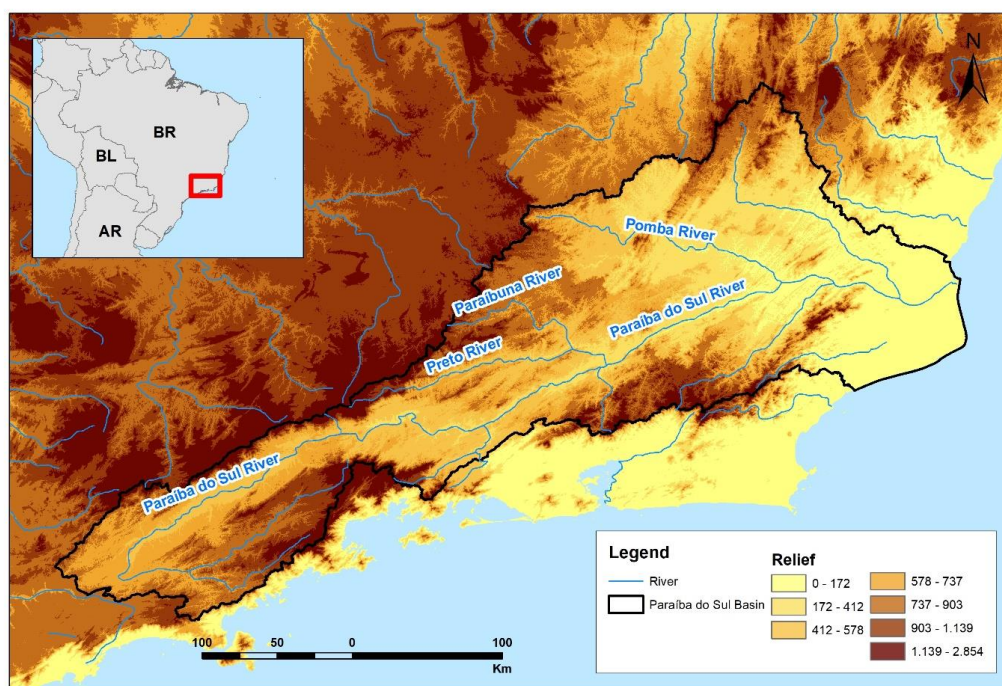 BR
BL
AR
N
Pomba River
Paraíbuna River
Paraíba do Sul River
Preto River
Paraíba do Sul River
Legend
River
Paraíba do Sul Basin
Relief
0 - 172
172 - 412
412 - 578
578 - 737
737 - 903
903 - 1.139
1.139 - 2.854
100 50 0 100
Km